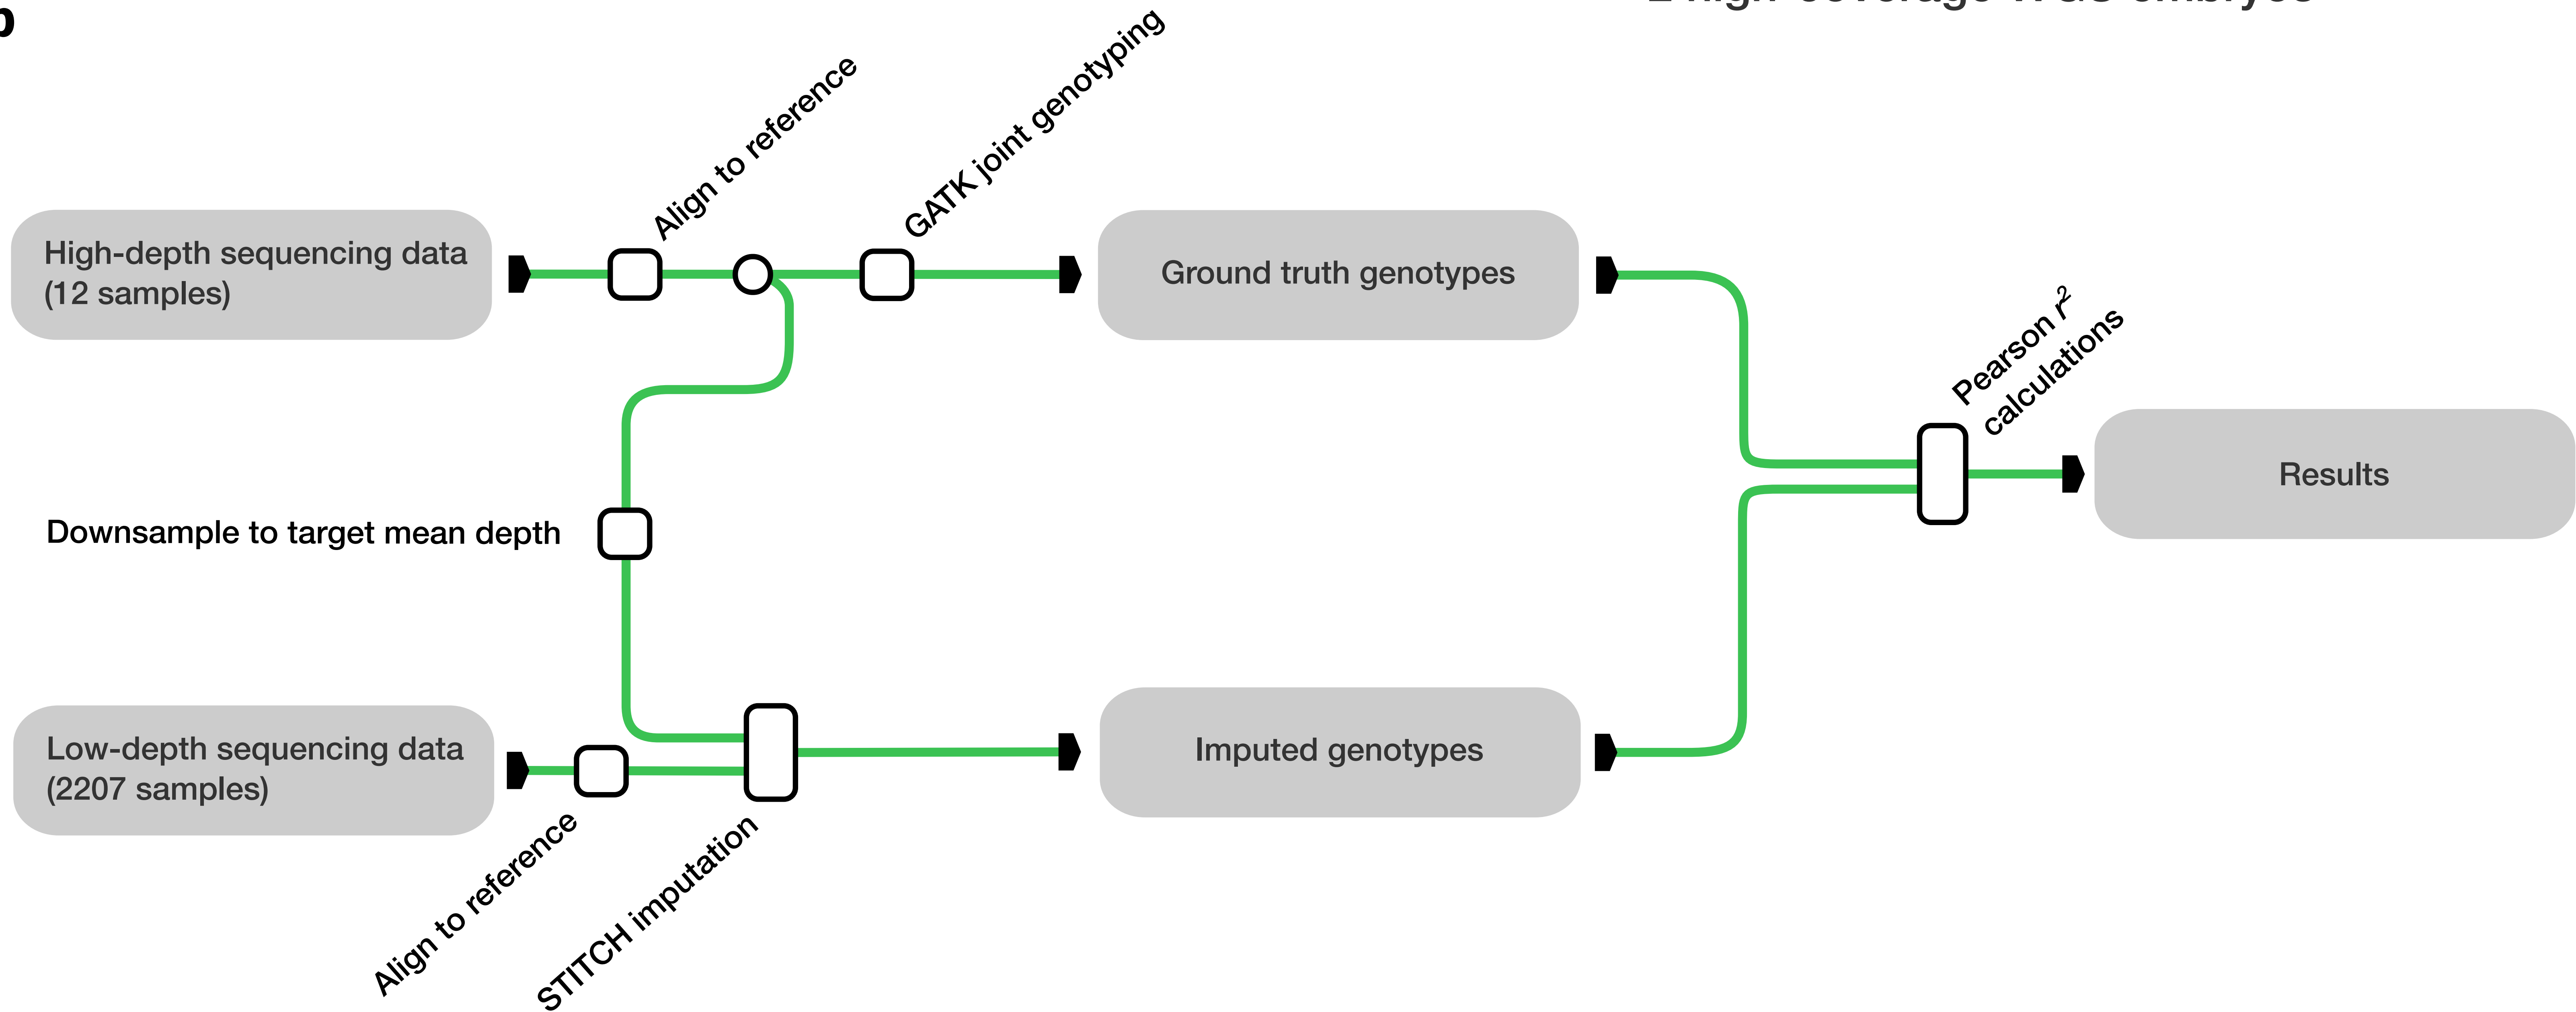 b
Align to reference
GATK joint genotyping
High-depth sequencing data
(12 samples)
Ground truth genotypes
Pearson r²
calculations
Results
Downsample to target mean depth
Low-depth sequencing data
(2207 samples)
Imputed genotypes
Align to reference
STITCH imputation